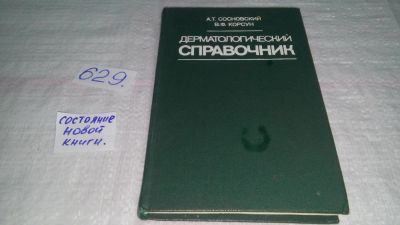 629.
состояние
новой
книги.
А.Т. СОСНОВСКИЙ
В.Ф. КОРСУН
ДЕРМАТОЛОГИЧЕСКИЙ
СПРАВОЧНИК